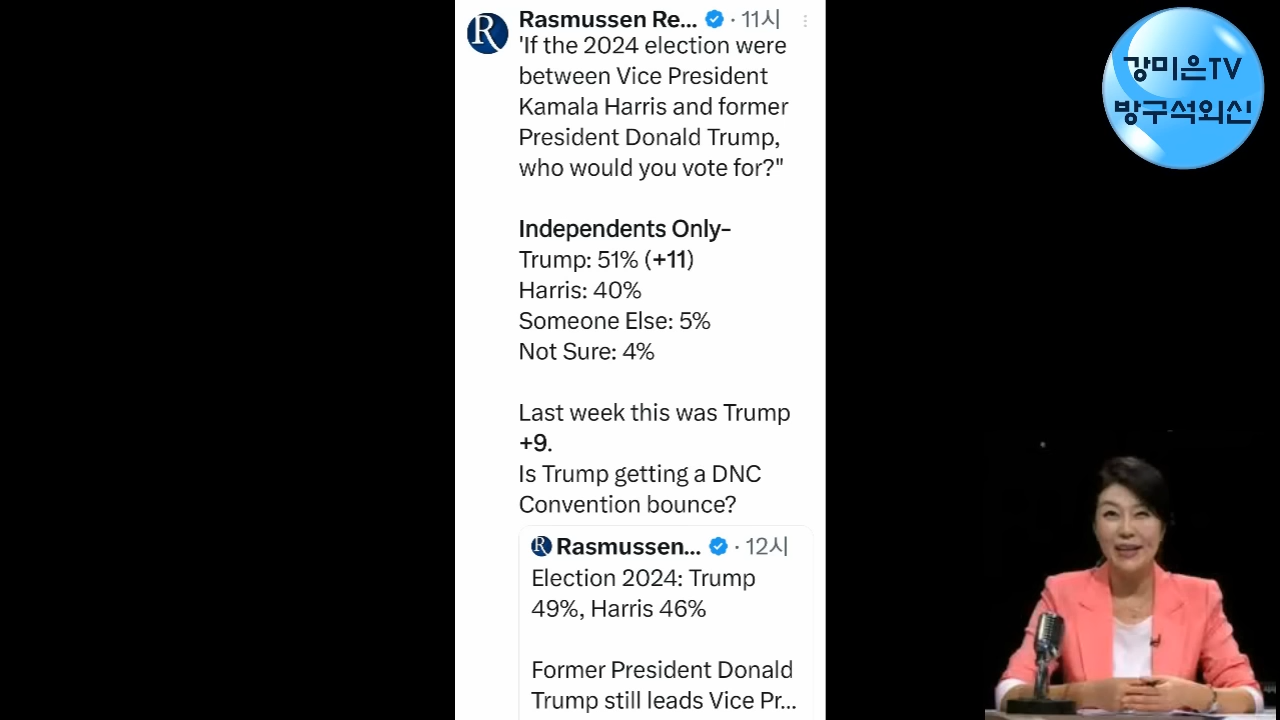 Rasmussen Re... · 11시
'If the 2024 election were
between Vice President
Kamala Harris and former
President Donald Trump,
who would you vote for?"
Independents Only-
Trump: 51% (+11)
Harris: 40%
Someone Else: 5%
Not Sure: 4%
Last week this was Trump
+9.
Is Trump getting a DNC
Convention bounce?
Rasmussen... · 12시
Election 2024: Trump
49%, Harris 46%
Former President Donald
Trump still leads Vice Pr...
강미은TV
방구석외신
R
R